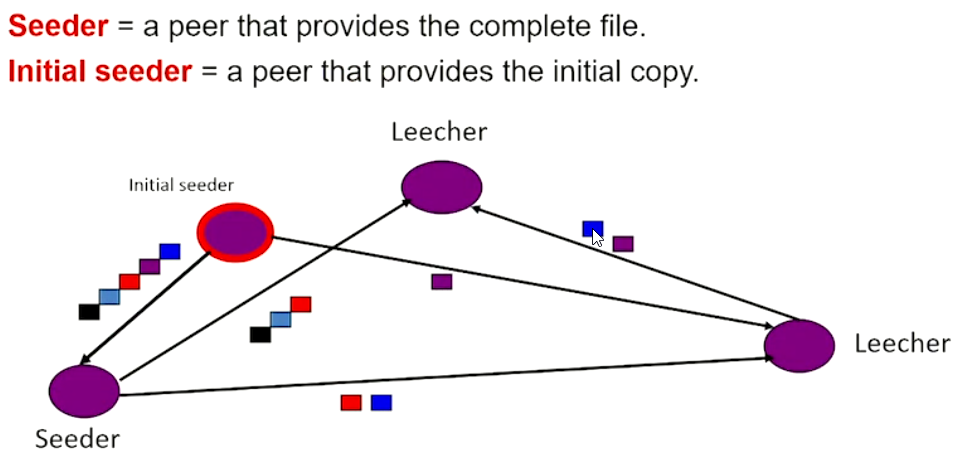 Seeder = a peer that provides the complete file.
Initial seeder = a peer that provides the initial copy.
Leecher
Initial seeder
Leecher
Seeder